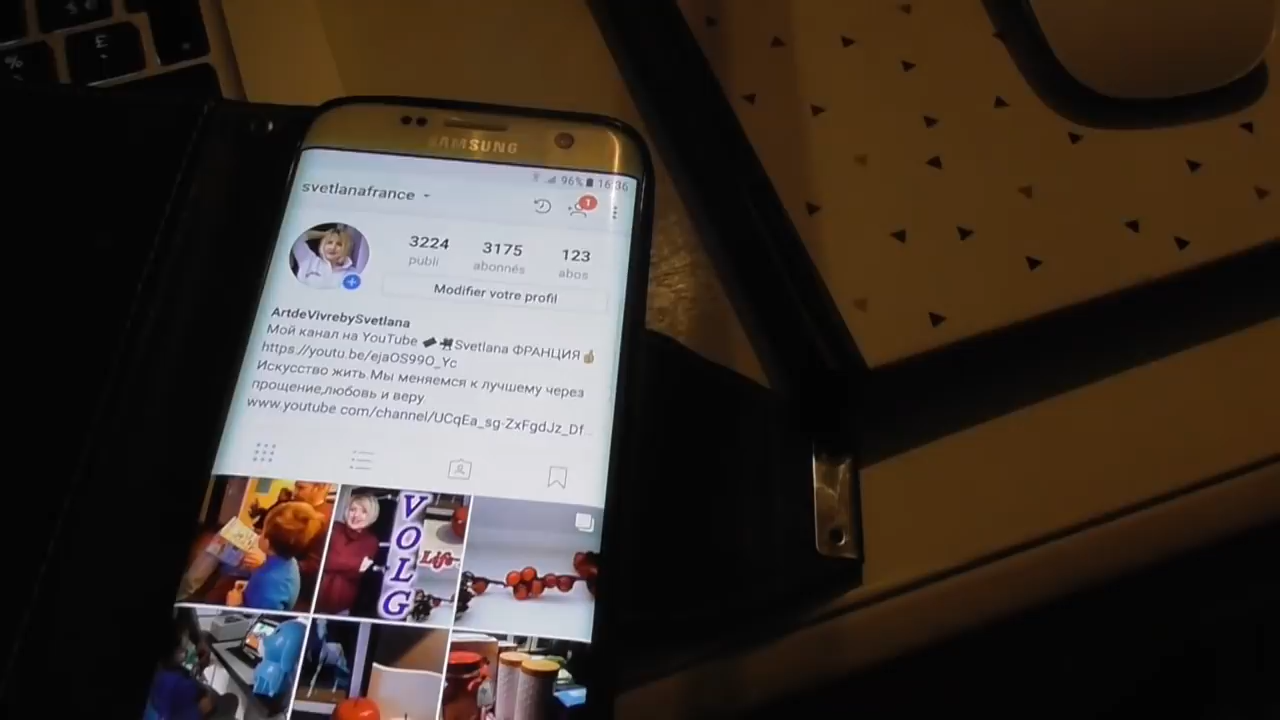 %
£
SAMSUNG
96% 16:36
svetlanafrance
1
3224 3175 123
publi abonnés abos
Modifier votre profil
ArtdeVivrebySvetlana
Мой канал на YouTube Svetlana ФРАНЦИЯ
https://youtu.be/ejaOS99O_Yc
Искусство жить.Мы меняемся к лучшему через
прощение,любовь и веру
www.youtube com/channel/UCqEa_sg-ZxFgdJz_Df...
VOLG
Life